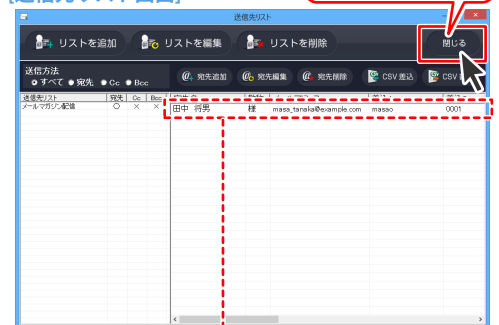 [送信先リスト画面]
送信先リスト
リストを追加 リストを編集 リストを削除 閉じる
送信方法
すべて 宛先 Cc Bcc
宛先追加 宛先編集 宛先削除 CSV 差込 CSV
送信先リスト 宛先 Cc Bcc
メールマガジン配信 ○ × ×
田中 将男 様 masa_tanaka@example.com masao 0001